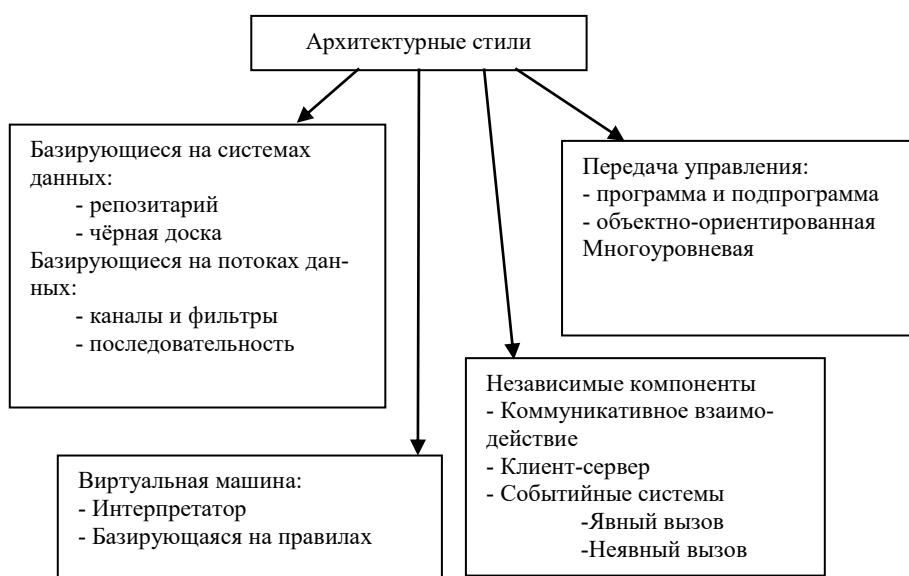 Архитектурные стили
Базирующиеся на системах
данных:
- репозитарий
- чёрная доска
Базирующиеся на потоках дан-
ных:
- каналы и фильтры
- последовательность
Передача управления:
- программа и подпрограмма
- объектно-ориентированная
Многоуровневая
Независимые компоненты
- Коммуникативное взаимо-
действие
- Клиент-сервер
- Событийные системы
-Явный вызов
-Неявный вызов
Виртуальная машина:
- Интерпретатор
- Базирующаяся на правилах